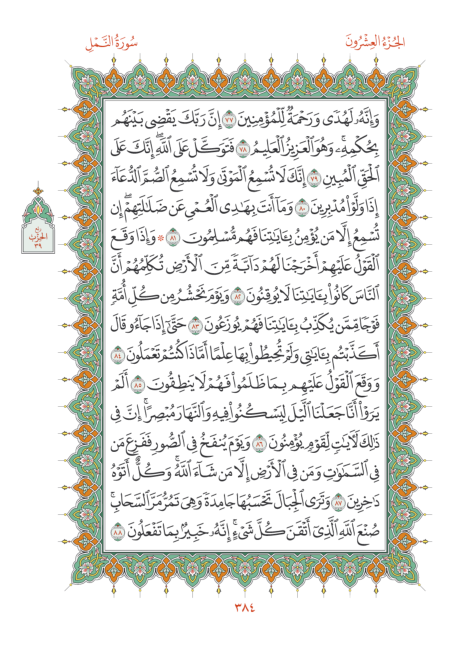 الجُزْءُ العِشْرُونَ
سُورَةُ النَّمْلِ
وَإِنَّهُۥ لَهُدًى وَرَحْمَةٌ لِّلْمُؤْمِنِينَ ٧٧ إِنَّ رَبَّكَ يَقْضِى بَيْنَهُم
بِحُكْمِهِۦۚ وَهُوَ ٱلْعَزِيزُ ٱلْعَلِيمُ ٧٨ فَتَوَكَّلْ عَلَى ٱللَّهِۖ إِنَّكَ عَلَى
ٱلْحَقِّ ٱلْمُبِينِ ٧٩ إِنَّكَ لَا تُسْمِعُ ٱلْمَوْتَىٰ وَلَا تُسْمِعُ ٱلصُّمَّ ٱلدُّعَآءَ
إِذَا وَلَّوْا۟ مُدْبِرِينَ ٨٠ وَمَآ أَنتَ بِهَٰدِى ٱلْعُمْىِ عَن ضَلَٰلَتِهِمْۖ إِن
تُسْمِعُ إِلَّا مَن يُؤْمِنُ بِـَٔايَٰتِنَا فَهُم مُّسْلِمُونَ ٨١ ۞ وَإِذَا وَقَعَ
ٱلْقَوْلُ عَلَيْهِمْ أَخْرَجْنَا لَهُمْ دَآبَّةً مِّنَ ٱلْأَرْضِ تُكَلِّمُهُمْ أَنَّ
ٱلنَّاسَ كَانُوا۟ بِـَٔايَٰتِنَا لَا يُوقِنُونَ ٨٢ وَيَوْمَ نَحْشُرُ مِن كُلِّ أُمَّةٍ
فَوْجًا مِّمَّن يُكَذِّبُ بِـَٔايَٰتِنَا فَهُمْ يُوزَعُونَ ٨٣ حَتَّىٰٓ إِذَا جَآءُو قَالَ
أَكَذَّبْتُم بِـَٔايَٰتِى وَلَمْ تُحِيطُوا۟ بِهَا عِلْمًا أَمَّاذَا كُنتُمْ تَعْمَلُونَ ٨٤
وَوَقَعَ ٱلْقَوْلُ عَلَيْهِم بِمَا ظَلَمُوا۟ فَهُمْ لَا يَنطِقُونَ ٨٥ أَلَمْ
يَرَوْا۟ أَنَّا جَعَلْنَا ٱلَّيْلَ لِيَسْكُنُوا۟ فِيهِ وَٱلنَّهَارَ مُبْصِرًاۚ إِنَّ فِى
ذَٰلِكَ لَـَٔايَٰتٍ لِّقَوْمٍ يُؤْمِنُونَ ٨٦ وَيَوْمَ يُنفَخُ فِى ٱلصُّورِ فَفَزِعَ مَن
فِى ٱلسَّمَٰوَٰتِ وَمَن فِى ٱلْأَرْضِ إِلَّا مَن شَآءَ ٱللَّهُۚ وَكُلٌّ أَتَوْهُ
دَٰخِرِينَ ٨٧ وَتَرَى ٱلْجِبَالَ تَحْسَبُهَا جَامِدَةً وَهِىَ تَمُرُّ مَرَّ ٱلسَّحَابِۚ
صُنْعَ ٱللَّهِ ٱلَّذِىٓ أَتْقَنَ كُلَّ شَىْءٍۚ إِنَّهُۥ خَبِيرٌۢ بِمَا تَفْعَلُونَ ٨٨
رُبْع
الحِزْب
٣٩
٣٨٤